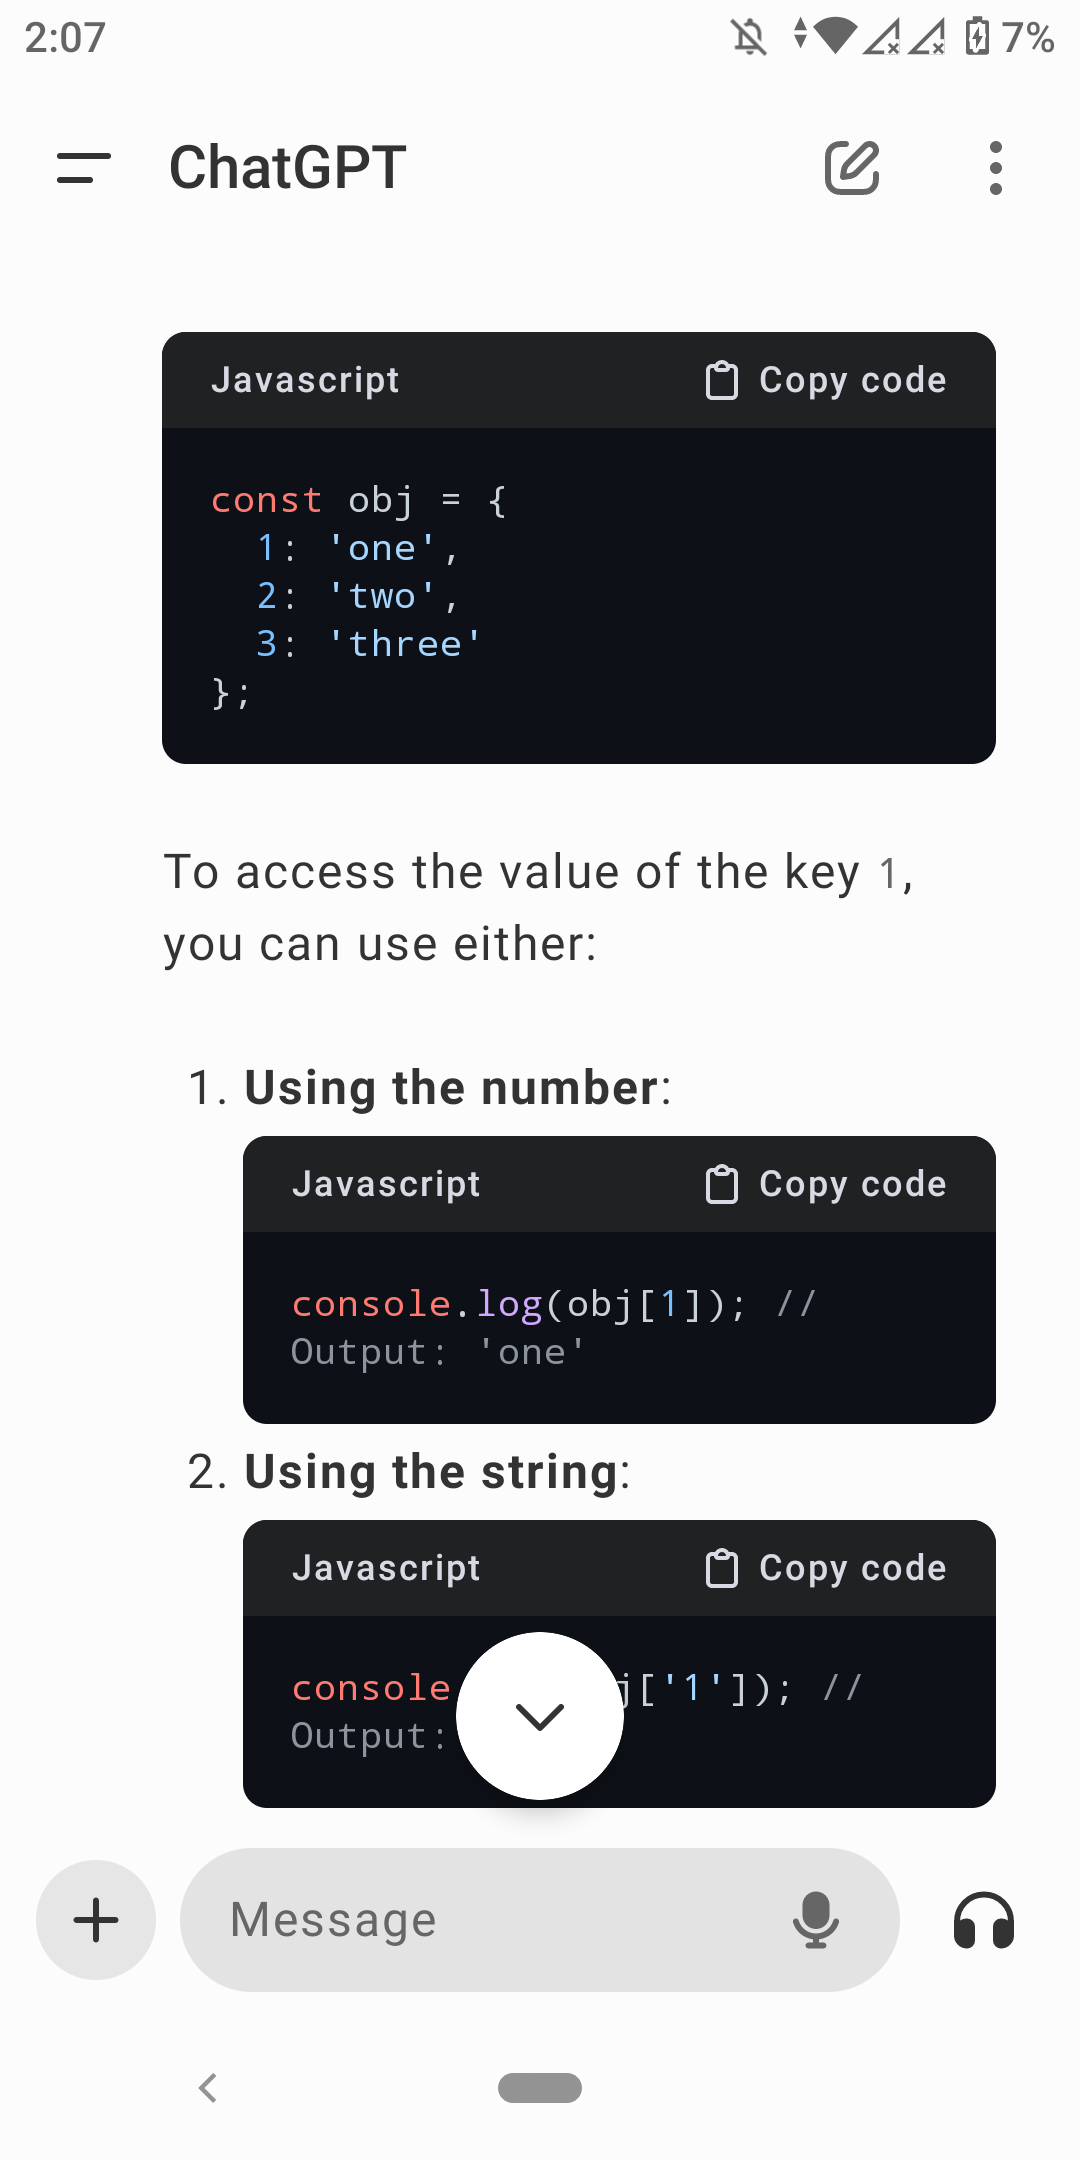 2:07
7%
ChatGPT
Javascript
Copy code
const obj = {
1: 'one',
2: 'two',
3: 'three'
};
To access the value of the key 1,
you can use either:
1. Using the number:
Javascript
Copy code
console.log(obj[1]); //
Output: 'one'
2. Using the string:
Javascript
Copy code
console j['1']); //
Output:
Message